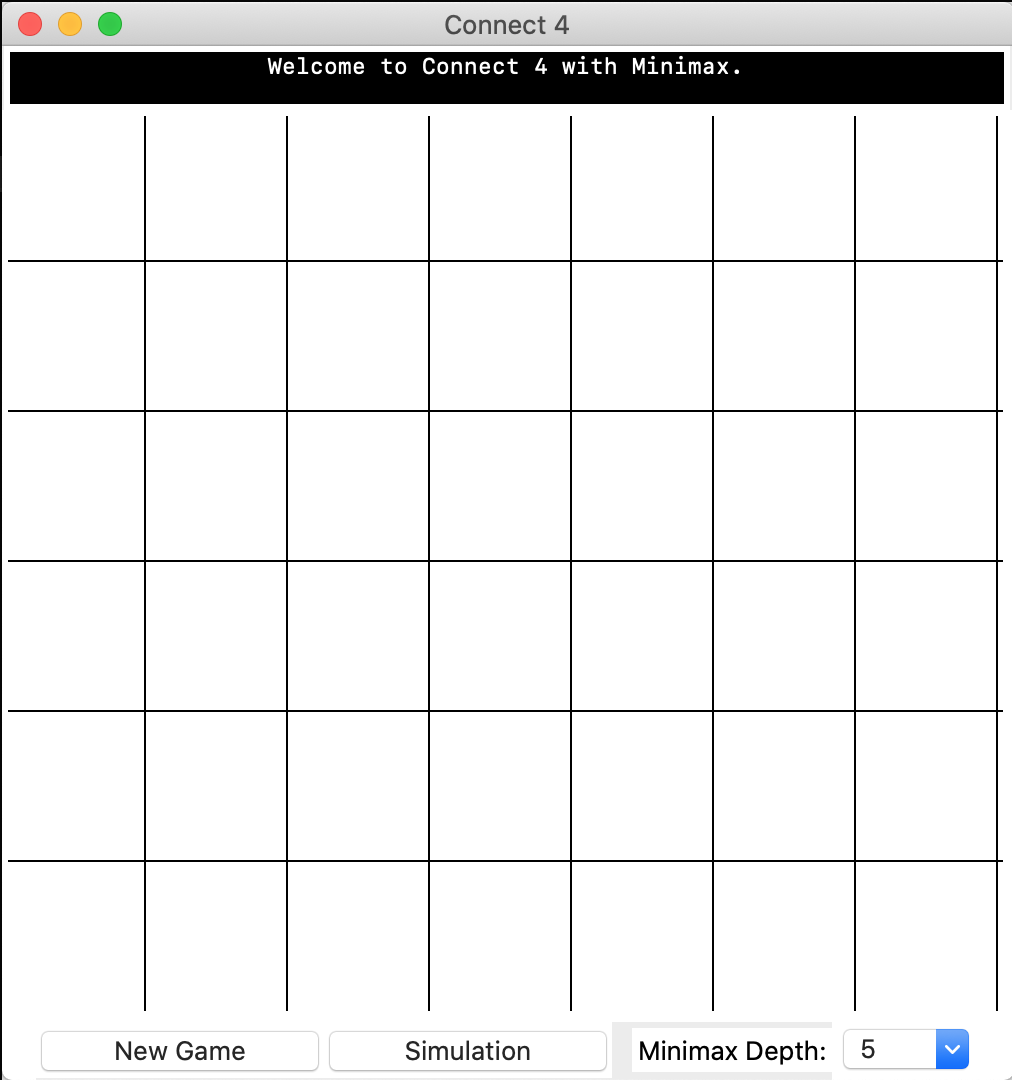 Connect 4
Welcome to Connect 4 with Minimax.
New Game
Simulation
Minimax Depth:
5